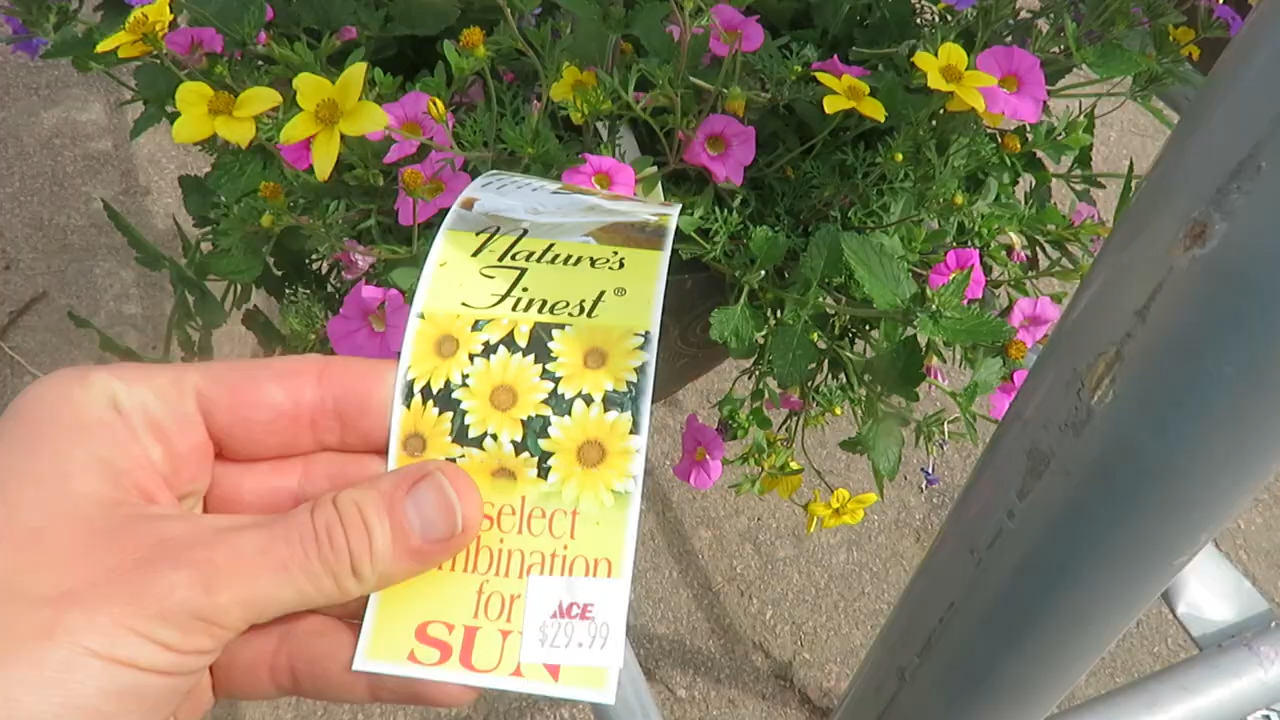 Nature's
Finest®
select
mbination
for
SUN
ACE
$29.99